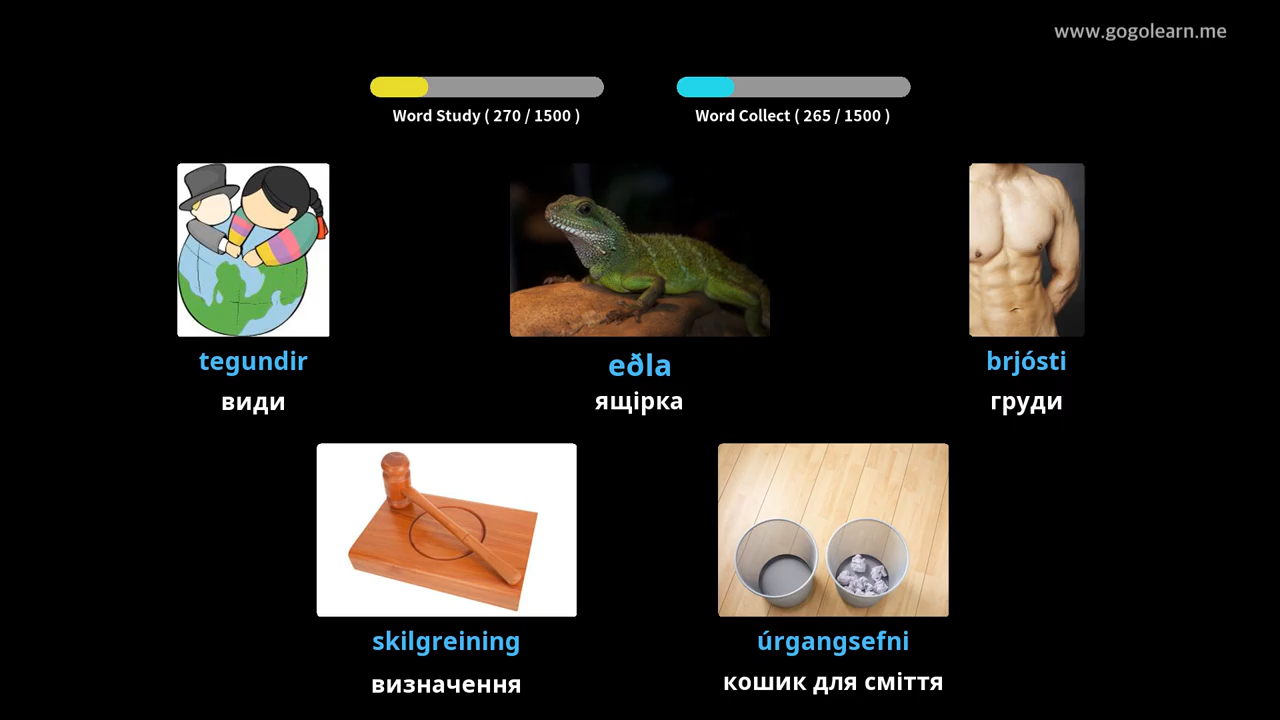 www.gogolearn.me
Word Study ( 270 / 1500 )
Word Collect ( 265 / 1500 )
tegundir
види
eðla
ящірка
brjósti
груди
skilgreining
визначення
úrgangsefni
кошик для сміття